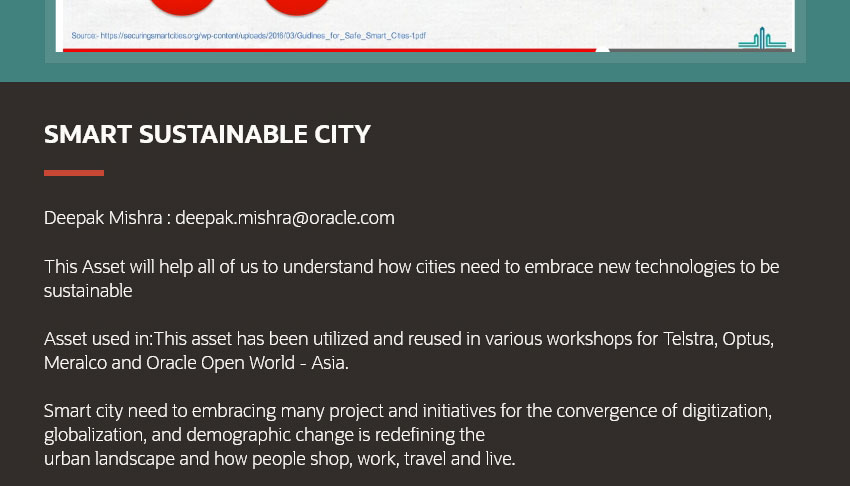 Source:- https://securingsmartcities.org/wp-content/uploads/2016/03/Guidlines_for_Safe_Smart_Cities-1pdf
SMART SUSTAINABLE CITY
Deepak Mishra : deepak.mishra@oracle.com
This Asset will help all of us to understand how cities need to embrace new technologies to be
sustainable
Asset used in:This asset has been utilized and reused in various workshops for Telstra, Optus,
Meralco and Oracle Open World - Asia.
Smart city need to embracing many project and initiatives for the convergence of digitization,
globalization, and demographic change is redefining the
urban landscape and how people shop, work, travel and live.